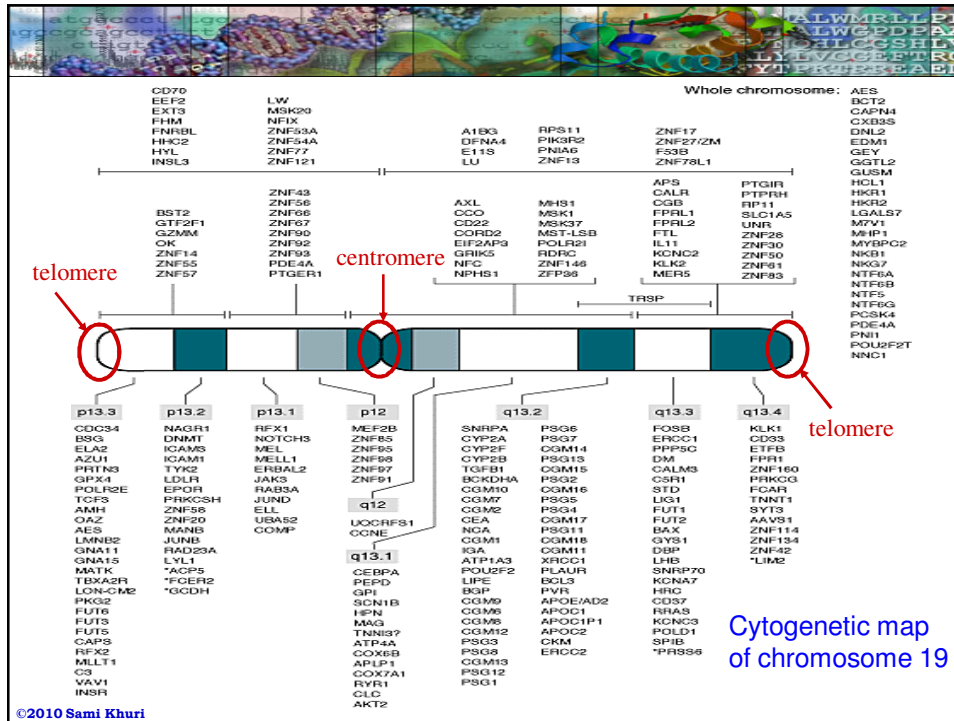 ALWMRLLPL
ALWGPDPAA
NQHLCGSHLV
LYLVCGERGF
YTPKTRREAED
Whole chromosome:
AES
BCT2
CAPN4
CXB3S
DNL2
EDM1
GEY
GGTL2
GUSM
HCL1
HKR1
HKR2
LGALS7
M7V1
MHP1
MYBPC2
NKB1
NKG7
NTF6A
NTF6B
NTF5
NTF6G
PCSK4
PDE4A
PNI1
POU2F2T
NNC1
CD70
EEF2
EXT3
FHM
FNRBL
HHC2
HYL
INSL3
LW
MSK20
NFIX
ZNF53A
ZNF54A
ZNF77
ZNF121
A1BG
DFNA4
E11S
LU
RPS11
PIK3R2
PNIA6
ZNF13
ZNF17
ZNF27/ZM
F53B
ZNF78L1
BST2
GTF2F1
GZMM
OK
ZNF14
ZNF55
ZNF57
ZNF43
ZNF56
ZNF66
ZNF67
ZNF90
ZNF92
ZNF93
PDE4A
PTGER1
AXL
CCO
CD22
CORD2
EIF2AP3
GRIK5
NFC
NPHS1
MHS1
MSK1
MSK37
MST-LSB
POLR2I
RDRC
ZNF146
ZFP36
APS
CALR
CGB
FPRL1
FPRL2
FTL
IL11
KCNC2
KLK2
MER5
PTGIR
PTPRH
RP11
SLC1A5
UNR
ZNF28
ZNF30
ZNF50
ZNF61
ZNF83
TRSP
telomere
centromere
telomere
p13.3
CDC34
BSG
ELA2
AZU1
PRTN3
GPX4
POLR2E
TCF3
AMH
OAZ
AES
LMNB2
GNA11
GNA15
MATK
TBXA2R
LON-CM2
PKG2
FUT6
FUT3
FUT5
CAPS
RFX2
MLLT1
C3
VAV1
INSR
p13.2
NAGR1
DNMT
ICAM3
ICAM1
TYK2
LDLR
EPOR
PRKCSH
ZNF58
ZNF20
MANB
JUNB
RAD23A
LYL1
*ACP5
*FCER2
*GCDH
p13.1
RFX1
NOTCH3
MEL
MELL1
ERBAL2
JAK3
RAB3A
JUND
ELL
UBA52
COMP
p12
MEF2B
ZNF85
ZNF95
ZNF98
ZNF97
ZNF91
q12
UQCRFS1
CCNE
q13.1
CEBPA
PEPD
GPI
SCN1B
HPN
MAG
TNNI3?
ATP4A
COX6B
APLP1
COX7A1
RYR1
CLC
AKT2
q13.2
SNRPA
CYP2A
CYP2F
CYP2B
TGFB1
BCKDHA
CGM10
CGM7
CGM2
CEA
NCA
CGM1
IGA
ATP1A3
POU2F2
LIPE
BGP
CGM9
CGM6
CGM8
CGM12
PSG3
PSG8
CGM13
PSG12
PSG1
PSG6
PSG7
CGM14
PSG13
CGM15
PSG2
CGM16
PSG5
PSG4
CGM17
PSG11
CGM18
CGM11
XRCC1
PLAUR
BCL3
PVR
APOE/AD2
APOC1
APOC1P1
APOC2
CKM
ERCC2
q13.3
FOSB
ERCC1
PPP5C
DM
CALM3
C5R1
STD
LIG1
FUT1
FUT2
BAX
GYS1
DBP
LHB
SNRP70
KCNA7
HRC
CD37
RRAS
KCNC3
POLD1
SPIB
*PRSS6
q13.4
KLK1
CD33
ETFB
FPR1
ZNF160
PRKCG
FCAR
TNNT1
SYT3
AAVS1
ZNF114
ZNF134
ZNF42
*LIM2
Cytogenetic map
of chromosome 19
©2010 Sami Khuri